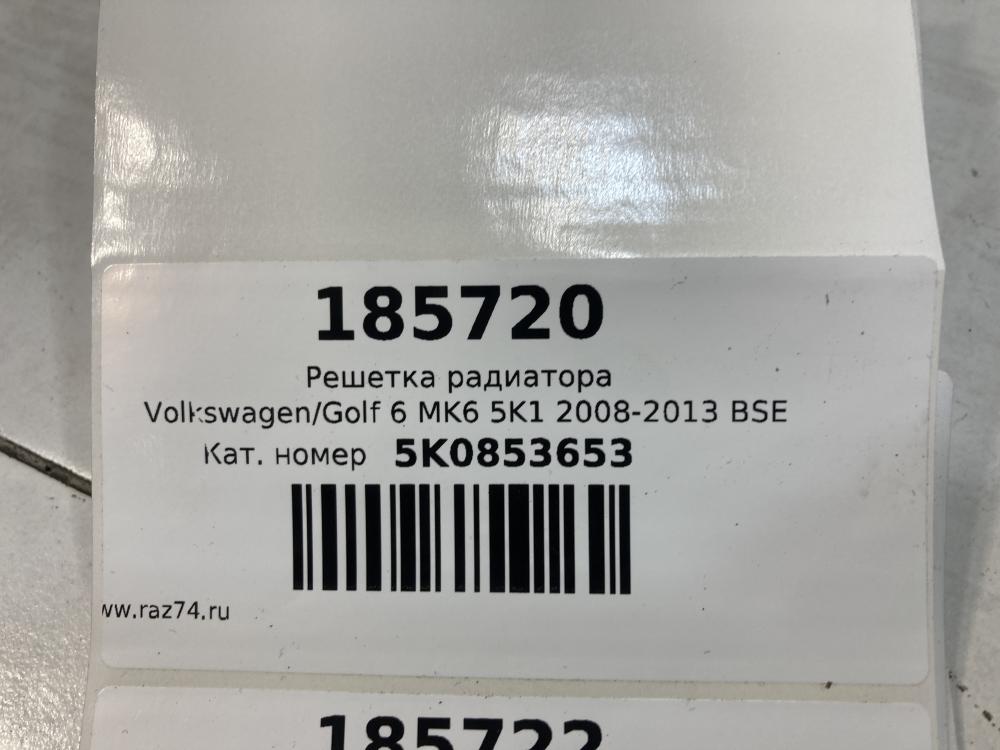 185720
Решетка радиатора
Volkswagen/Golf 6 MK6 5K1 2008-2013 BSE
Кат. номер 5K0853653
ww.raz74.ru
185722